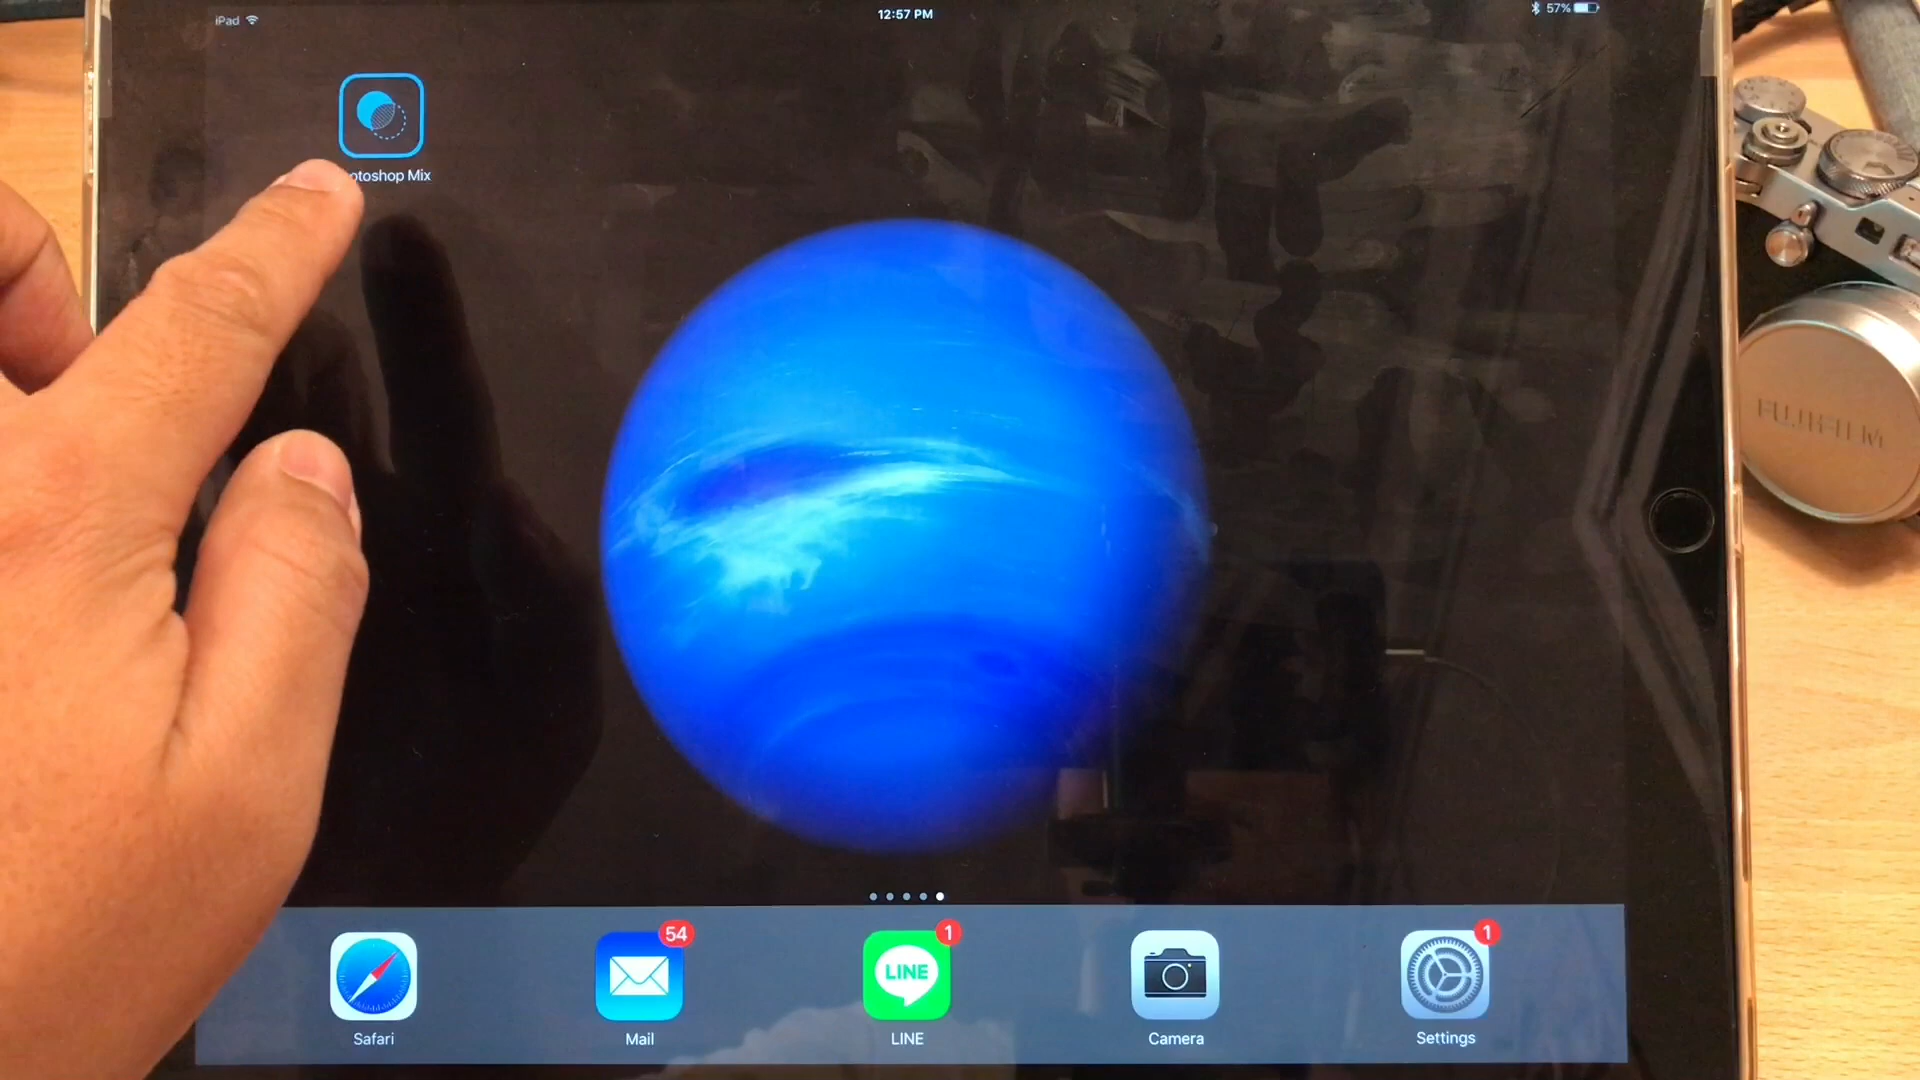 iPad
12:57 PM
57%
otoshop Mix
FUJIFILM
54
1
1
LINE
Safari
Mail
LINE
Camera
Settings